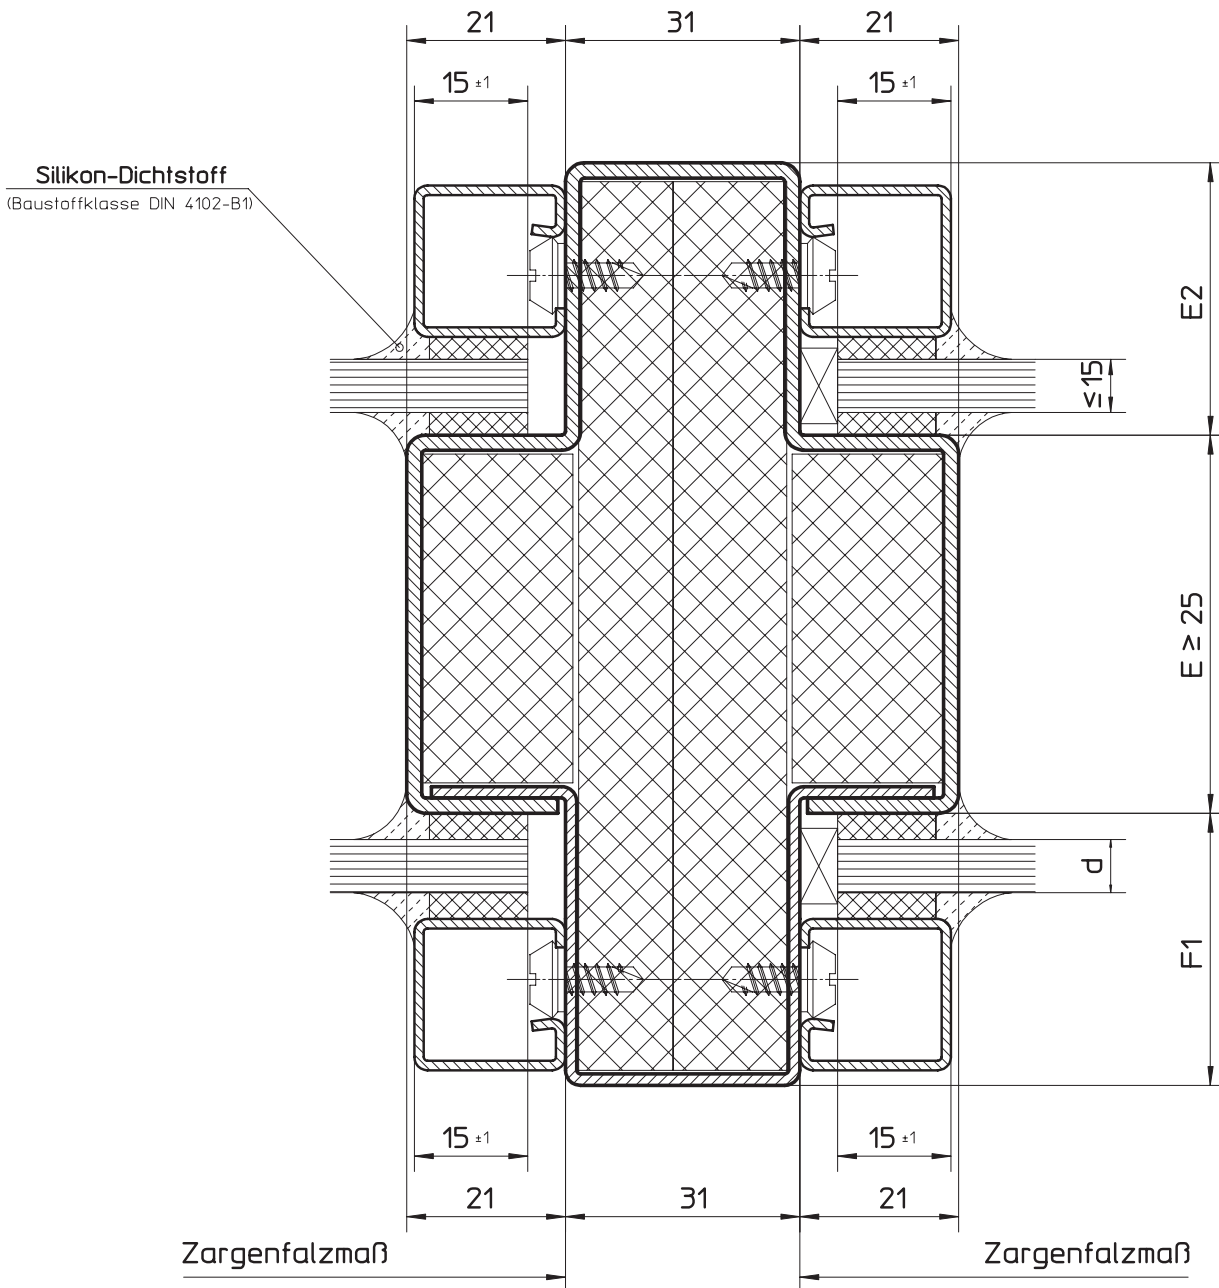 21 31 21
15 ±1 15 ±1
Silikon-Dichtstoff
(Baustoffklasse DIN 4102-B1)
E2
≤15
E ≥ 25
d
F1
15 ±1 15 ±1
21 31 21
Zargenfalzmaß Zargenfalzmaß